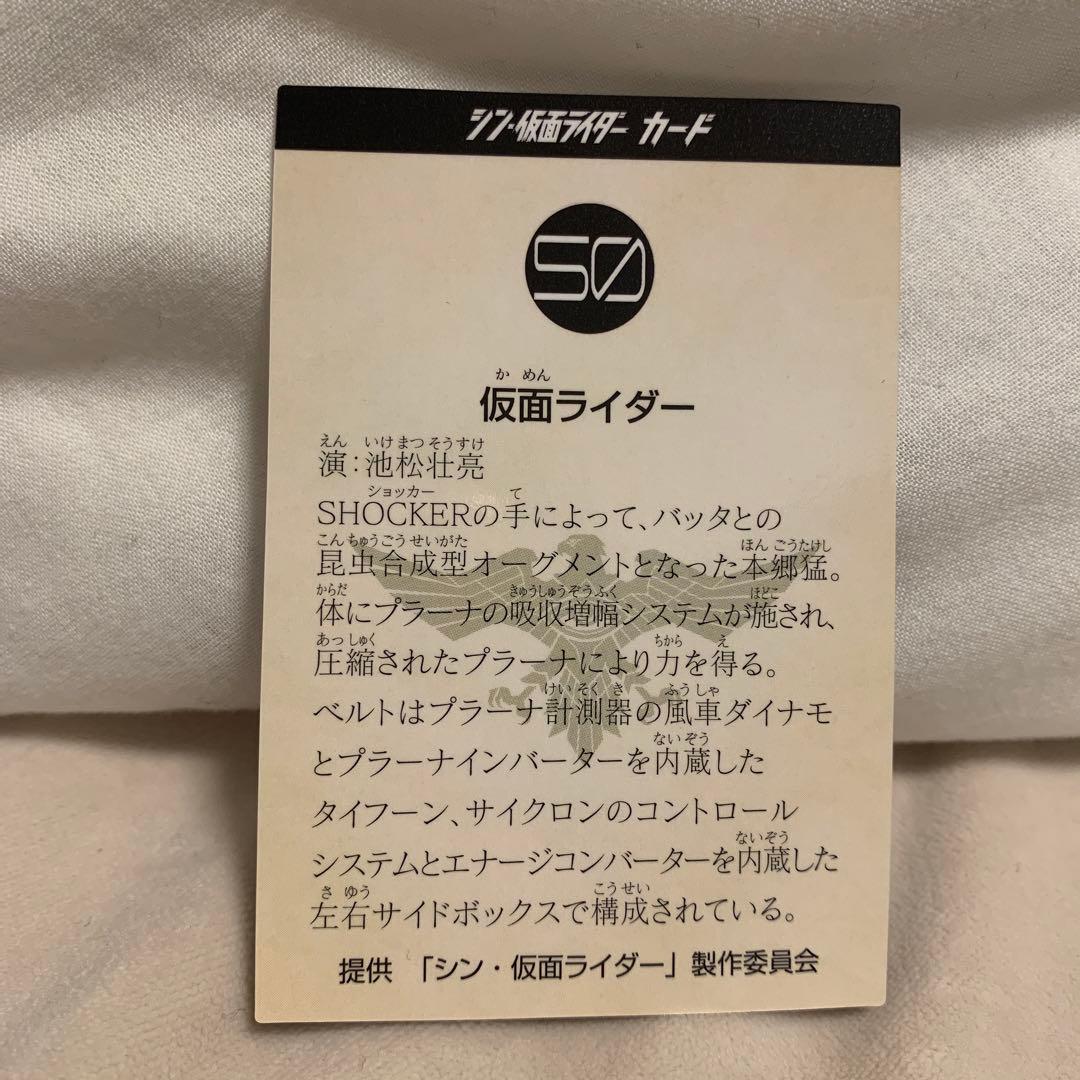 シン・仮面ライダー カード
SØ
か めん
仮面ライダー
えん いけ まつ そう すけ
演：池松壮亮
ショッカー て
SHOCKERの手によって、バッタとの
こん ちゅう ごう せい がた ほん ごう たけし
昆虫合成型オーグメントとなった本郷猛。
からだ きゅう しゅう ぞう ふく ほどこ
体にプラーナの吸収増幅システムが施され、
あっ しゅく ちから え
圧縮されたプラーナにより力を得る。
けい そく き ふう しゃ
ベルトはプラーナ計測器の風車ダイナモ
ない ぞう
とプラーナインバーターを内蔵した
タイフーン、サイクロンのコントロール
ない ぞう
システムとエナージコンバーターを内蔵した
さ ゆう こう せい
左右サイドボックスで構成されている。
提供 「シン・仮面ライダー」製作委員会